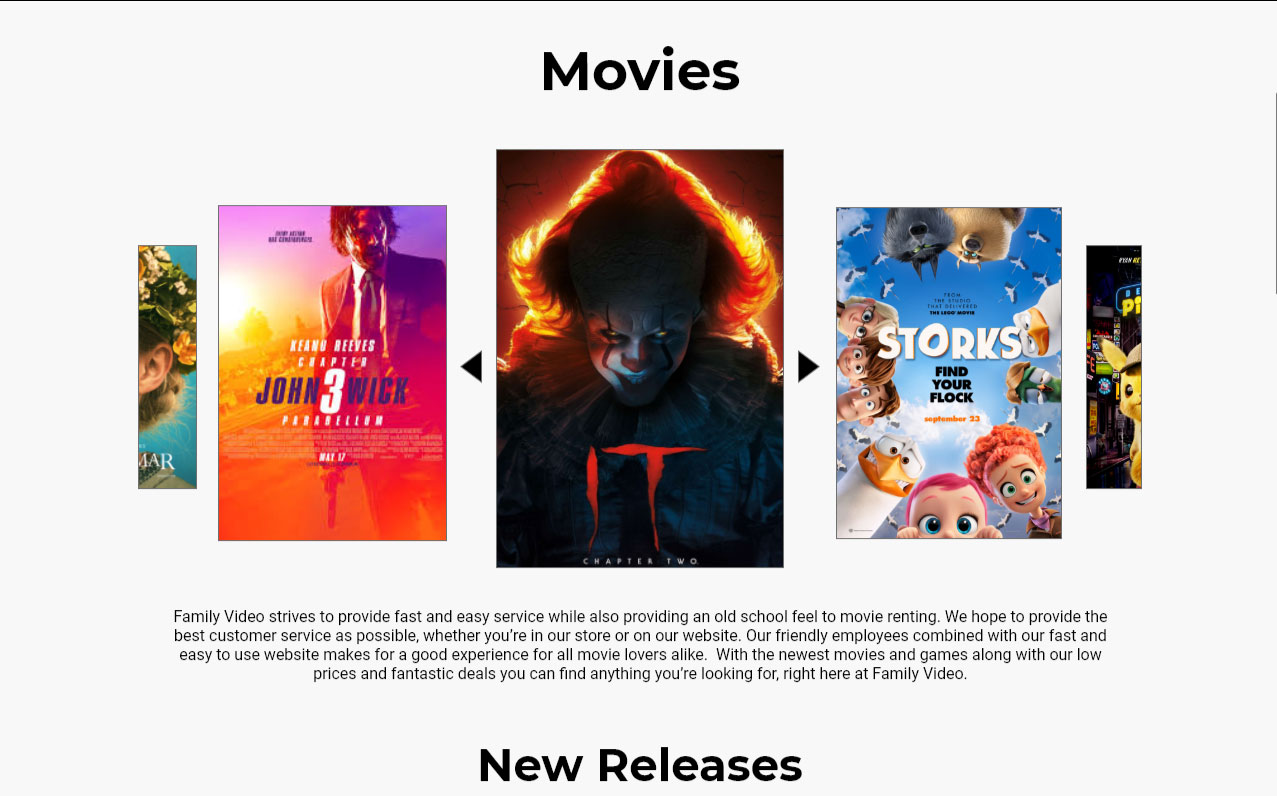 Movies
MAR
EVERY ACTION
HAS CONSEQUENCES
KEANU REEVES
CHAPTER
JOHN 3 WICK
PARABELLUM
MAY 17
IT
CHAPTER TWO
FROM
THE STUDIO
THAT DELIVERED
THE LEGO MOVIE
STORKS
FIND
YOUR
FLOCK
september 23
RYAN RE
Family Video strives to provide fast and easy service while also providing an old school feel to movie renting. We hope to provide the
best customer service as possible, whether you’re in our store or on our website. Our friendly employees combined with our fast and
easy to use website makes for a good experience for all movie lovers alike.  With the newest movies and games along with our low
prices and fantastic deals you can find anything you’re looking for, right here at Family Video.
New Releases